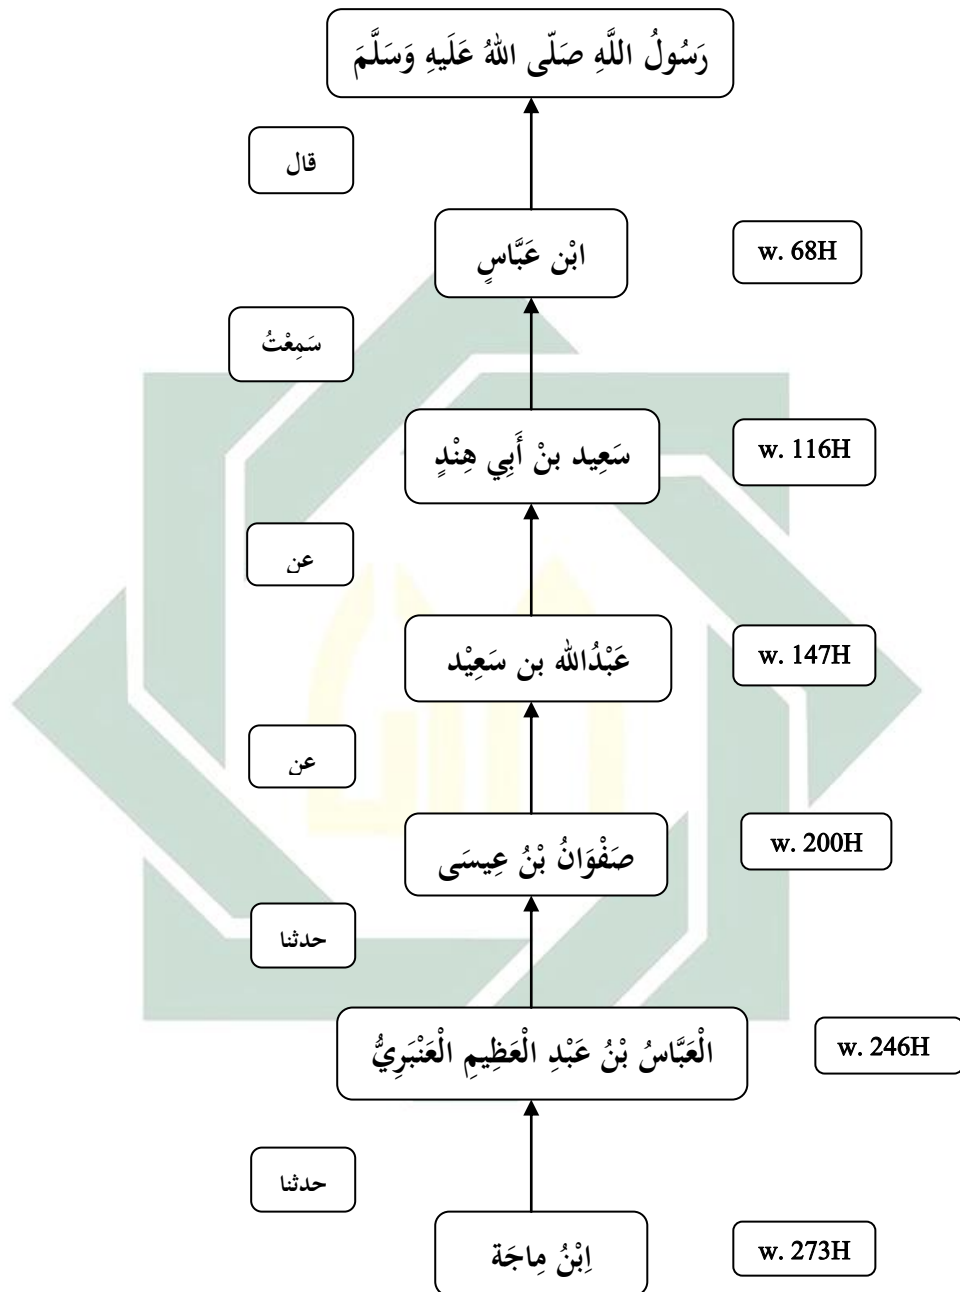 رَسُولُ اللَّهِ صَلّى اللهُ عَلَيهِ وَسَلَّمَ
قال
ابْن عَبَّاسٍ
w. 68H
سَمِعْتُ
سَعِيد بنْ أَبِي هِنْدٍ
w. 116H
عن
عَبْدُالله بن سَعِيْد
w. 147H
عن
صَفْوَانُ بْنُ عِيسَى
w. 200H
حدثنا
الْعَبَّاسُ بْنُ عَبْدِ الْعَظِيمِ الْعَنْبَرِيُّ
w. 246H
حدثنا
اِبْنُ مِاجَة
w. 273H